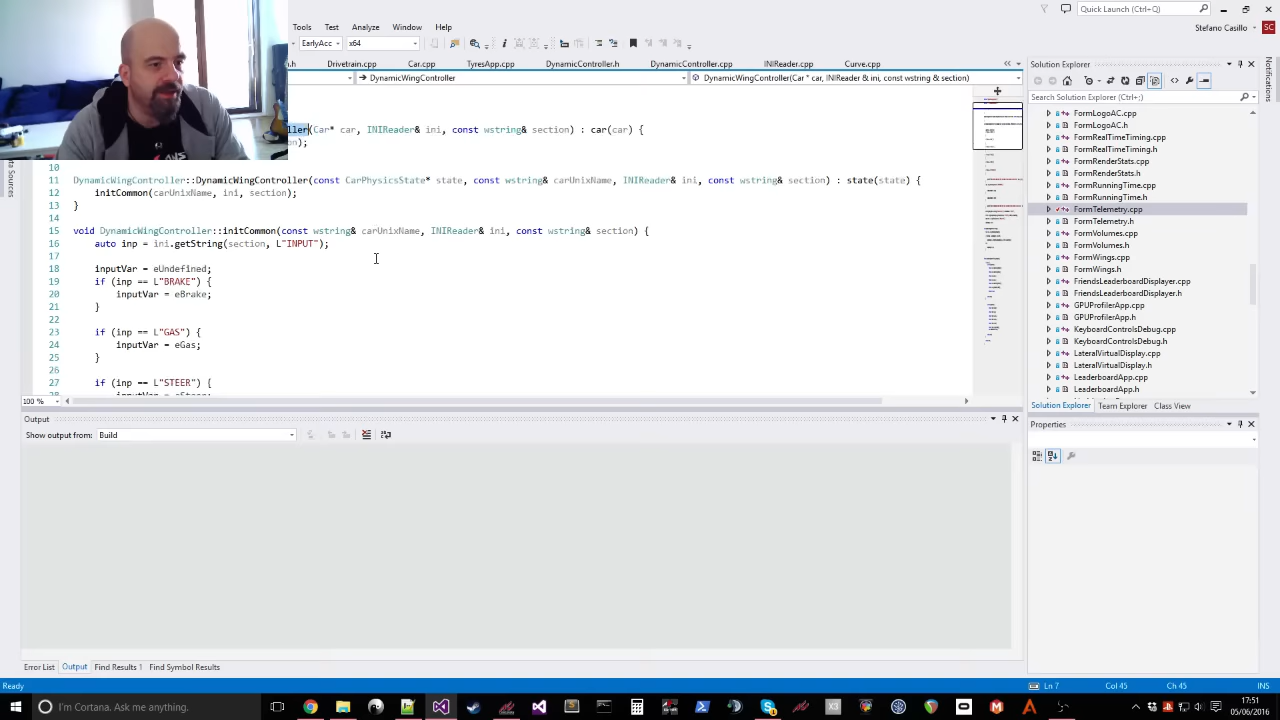 Quick Launch (Ctrl+Q)
Tools Test Analyze Window Help
Stefano Casillo SC
EarlyAcc x64
Drivetrain.cpp Car.cpp TyresApp.cpp DynamicController.h DynamicController.cpp INIReader.cpp Curve.cpp
DynamicWingController DynamicWingController(Car * car, INIReader & ini, const wstring & section)
Car* car, INIReader& ini, const wstring& section car(car) {
10
11 DynamicWingController::DynamicWingController(const CarPhysicsState* state, const wstring& carUnixName, INIReader& ini, const wstring& section) : state(state) {
12 initCommon(carUnixName, ini, section);
13 }
14
15 void DynamicWingController::initCommon(const wstring& carUnixName, INIReader& ini, const wstring& section) {
16 auto inp = ini.getString(section, L"INPUT");
17
18 inputVar = eUndefined;
19 if (inp == L"BRAKE") {
20 inputVar = eBrake;
21 }
22
23 if (inp == L"GAS") {
24 inputVar = eGas;
25 }
26
27 if (inp == L"STEER") {
100 %
Output
Show output from: Build
Error List Output Find Results 1 Find Symbol Results
Solution Explorer
Search Solution Explorer (Ctrl+;)
FormLogoAC.cpp
FormLogoAC.h
FormRealTimeTiming.cpp
FormRealTimeTiming.h
FormRenderStats.cpp
FormRenderStats.h
FormRunningTime.cpp
FormRunningTime.h
FormTelemetry.cpp
FormTelemetry.h
FormVolumes.cpp
FormVolumes.h
FormWings.cpp
FormWings.h
FriendsLeaderboardDisplayer.cpp
FriendsLeaderboardDisplayer.h
GPUProfilerApp.cpp
GPUProfilerApp.h
KeyboardControlsDebug.cpp
KeyboardControlsDebug.h
LateralVirtualDisplay.cpp
LateralVirtualDisplay.h
LeaderboardApp.cpp
LeaderboardApp.h
Solution Explorer Team Explorer Class View
Properties
Notifications
Ready Ln 7 Col 45 Ch 45 INS
I'm Cortana. Ask me anything.
17:51
05/06/2016